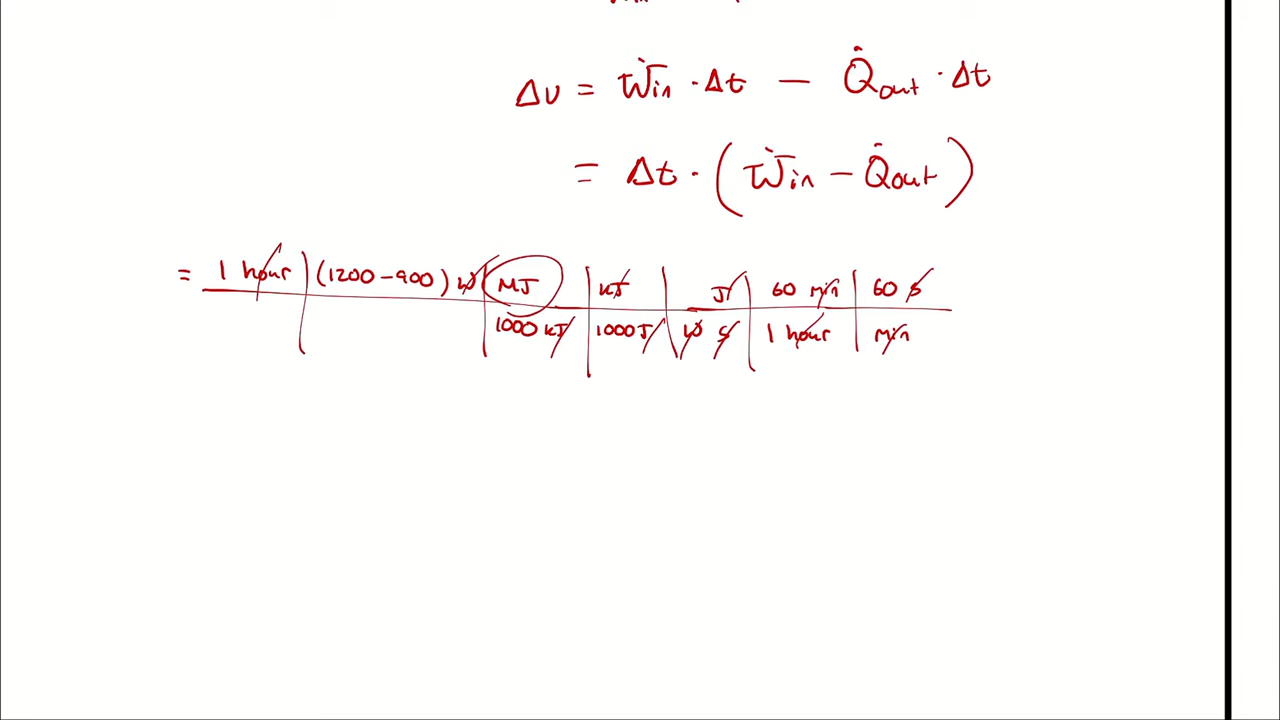 ΔU = Ẇin · Δt − Q̇out · Δt
= Δt · (Ẇin − Q̇out)
= 1 hour | (1200 − 900) W | MJ | kJ | J | 60 min | 60 s
1000 kJ | 1000 J | W s | 1 hour | min